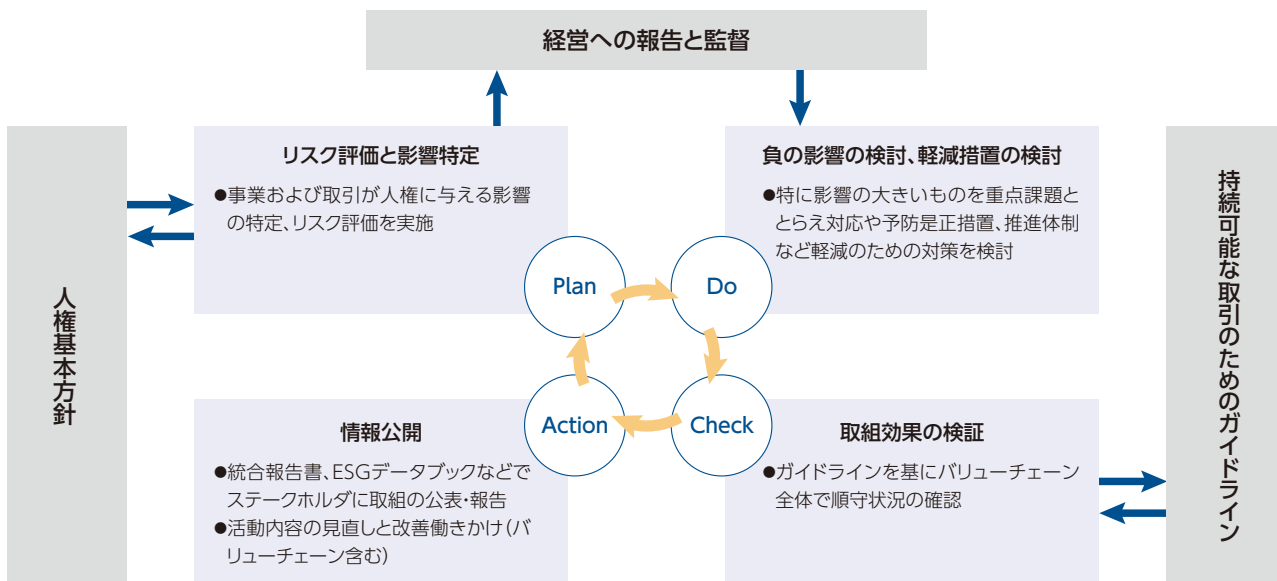 経営への報告と監督
人権基本方針
リスク評価と影響特定
●事業および取引が人権に与える影響
の特定、リスク評価を実施
負の影響の検討、軽減措置の検討
●特に影響の大きいものを重点課題と
とらえ対応や予防是正措置、推進体制
など軽減のための対策を検討
Plan
Do
Action
Check
情報公開
●統合報告書、ESGデータブックなどで
ステークホルダに取組の公表・報告
●活動内容の見直しと改善働きかけ(バ
リューチェーン含む)
取組効果の検証
●ガイドラインを基にバリューチェーン
全体で順守状況の確認
持続可能な取引のためのガイドライン